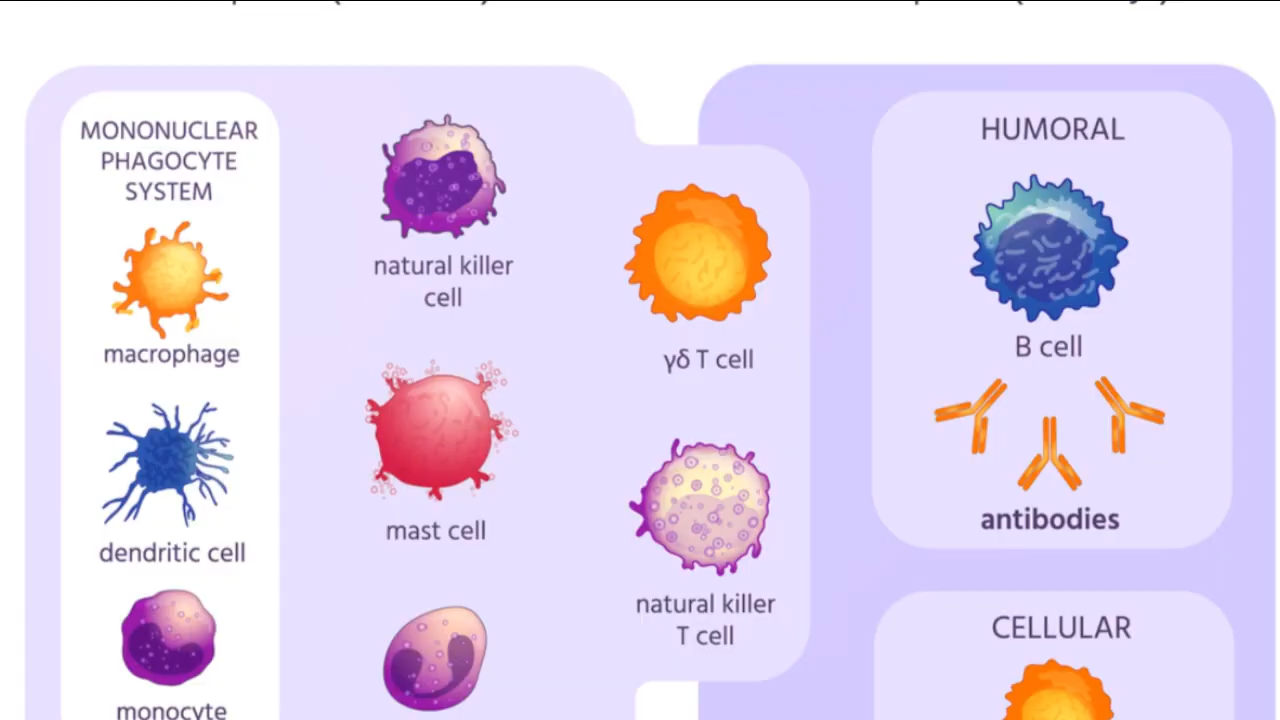 MONONUCLEAR
PHAGOCYTE
SYSTEM
macrophage
dendritic cell
monocyte
natural killer
cell
mast cell
γδ T cell
natural killer
T cell
HUMORAL
B cell
antibodies
CELLULAR